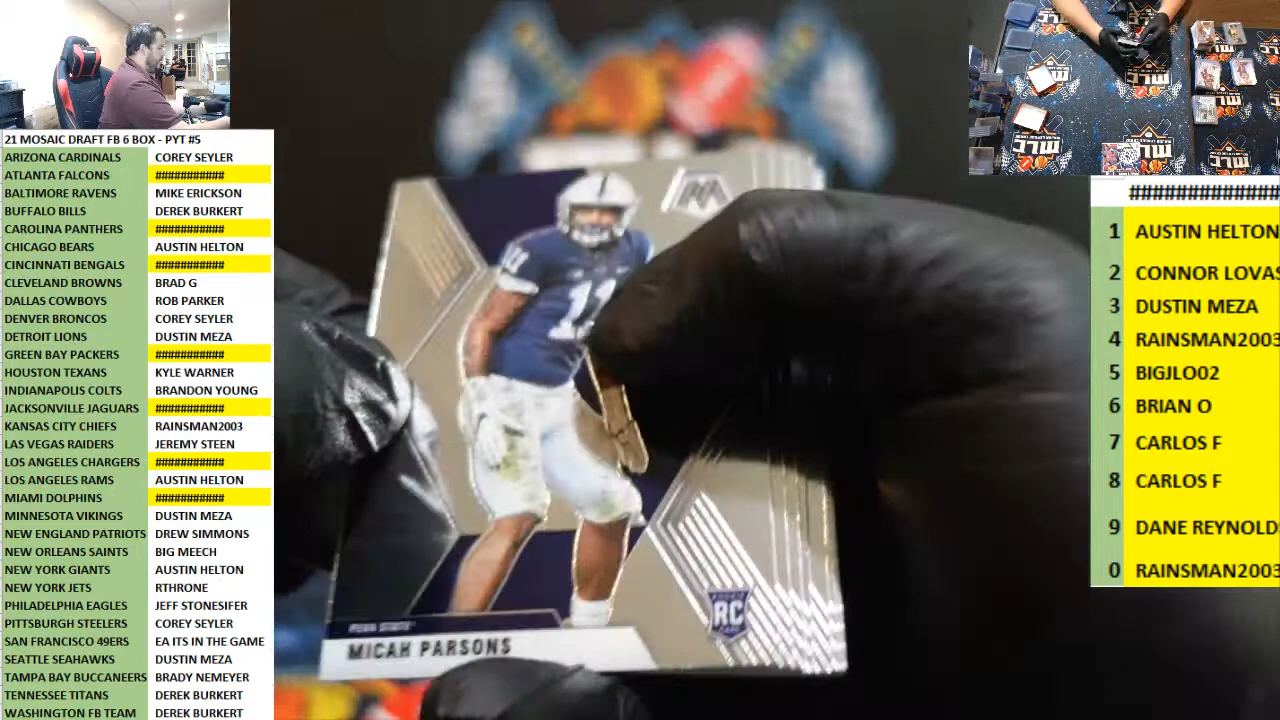 21 MOSAIC DRAFT FB 6 BOX - PYT #5
ARIZONA CARDINALS COREY SEYLER
ATLANTA FALCONS ###########
BALTIMORE RAVENS MIKE ERICKSON
BUFFALO BILLS DEREK BURKERT
CAROLINA PANTHERS ###########
CHICAGO BEARS AUSTIN HELTON
CINCINNATI BENGALS ###########
CLEVELAND BROWNS BRAD G
DALLAS COWBOYS ROB PARKER
DENVER BRONCOS COREY SEYLER
DETROIT LIONS DUSTIN MEZA
GREEN BAY PACKERS ###########
HOUSTON TEXANS KYLE WARNER
INDIANAPOLIS COLTS BRANDON YOUNG
JACKSONVILLE JAGUARS ###########
KANSAS CITY CHIEFS RAINSMAN2003
LAS VEGAS RAIDERS JEREMY STEEN
LOS ANGELES CHARGERS ###########
LOS ANGELES RAMS AUSTIN HELTON
MIAMI DOLPHINS ###########
MINNESOTA VIKINGS DUSTIN MEZA
NEW ENGLAND PATRIOTS DREW SIMMONS
NEW ORLEANS SAINTS BIG MEECH
NEW YORK GIANTS AUSTIN HELTON
NEW YORK JETS RTHRONE
PHILADELPHIA EAGLES JEFF STONESIFER
PITTSBURGH STEELERS COREY SEYLER
SAN FRANCISCO 49ERS EA ITS IN THE GAME
SEATTLE SEAHAWKS DUSTIN MEZA
TAMPA BAY BUCCANEERS BRADY NEMEYER
TENNESSEE TITANS DEREK BURKERT
WASHINGTON FB TEAM DEREK BURKERT
11
11
RC
PENN STATE
MICAH PARSONS
#############
1 AUSTIN HELTON
2 CONNOR LOVAS
3 DUSTIN MEZA
4 RAINSMAN2003
5 BIGJLO02
6 BRIAN O
7 CARLOS F
8 CARLOS F
9 DANE REYNOLD
0 RAINSMAN2003